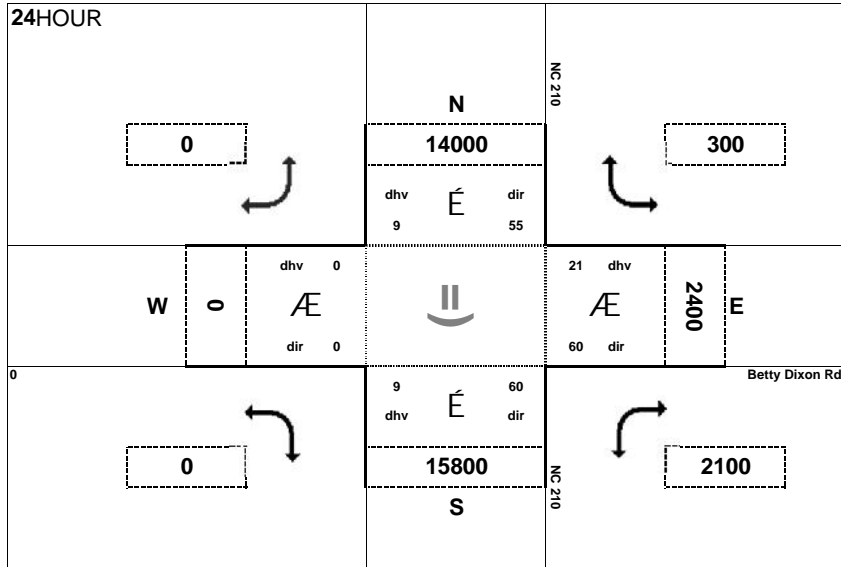 24HOUR
NC 210
N
0
14000
300
dhv É dir
9 55
dhv 0
21 dhv
W 0 Æ
Æ 2400 E
=)
dir 0
60 dir
0
Betty Dixon Rd
9 60
dhv É dir
0
15800
2100
NC 210
S